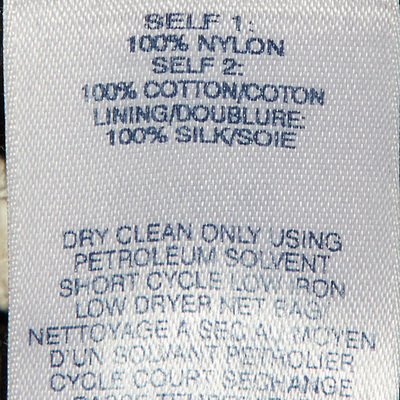 SELF 1:
100% NYLON
SELF 2:
100% COTTON/COTON
LINING/DOUBLURE:
100% SILK/SOIE
DRY CLEAN ONLY USING
PETROLEUM SOLVENT
SHORT CYCLE LOW IRON
LOW DRYER NET BAG
NETTOYAGE A SEC AU MOYEN
D'UN SOLVANT PETROLIER
CYCLE COURT SECHANGE